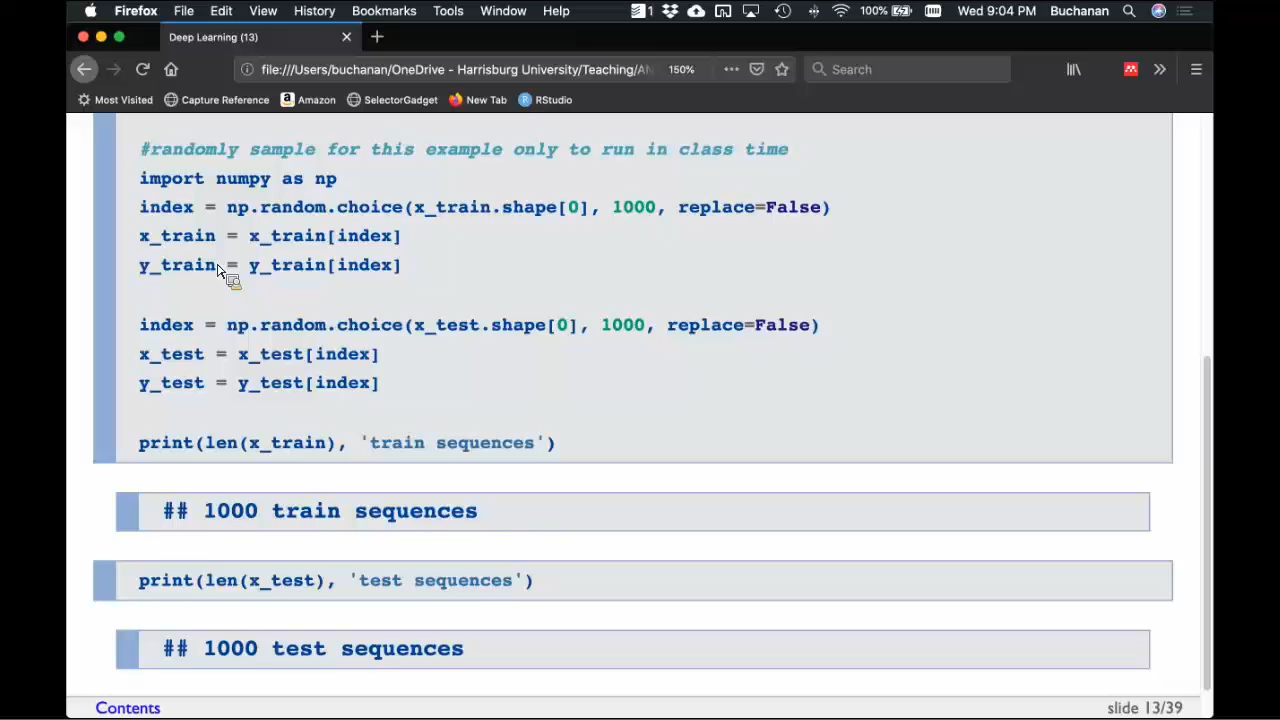 Firefox File Edit View History Bookmarks Tools Window Help 1 100% Wed 9:04 PM Buchanan
Deep Learning (13)
file:///Users/buchanan/OneDrive - Harrisburg University/Teaching/AN 150% Search
Most Visited Capture Reference Amazon SelectorGadget New Tab RStudio
#randomly sample for this example only to run in class time
import numpy as np
index = np.random.choice(x_train.shape[0], 1000, replace=False)
x_train = x_train[index]
y_train = y_train[index]
index = np.random.choice(x_test.shape[0], 1000, replace=False)
x_test = x_test[index]
y_test = y_test[index]
print(len(x_train), 'train sequences')
## 1000 train sequences
print(len(x_test), 'test sequences')
## 1000 test sequences
Contents slide 13/39